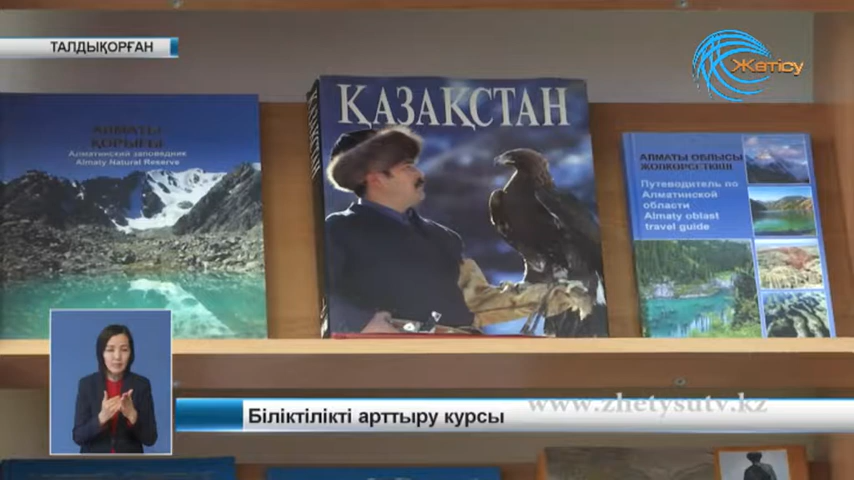 ТАЛДЫҚОРҒАН
Жетісу
АЛМАТЫ
ҚОРЫҒЫ
Алматинский заповедник
Almaty Natural Reserve
ҚАЗАҚСТАН
АЛМАТЫ ОБЛЫСЫ
ЖОЛКӨРСЕТКІШ
Путеводитель по
Алматинской
области
Almaty oblast
travel guide
www.zhetysutv.kz
Біліктілікті арттыру курсы